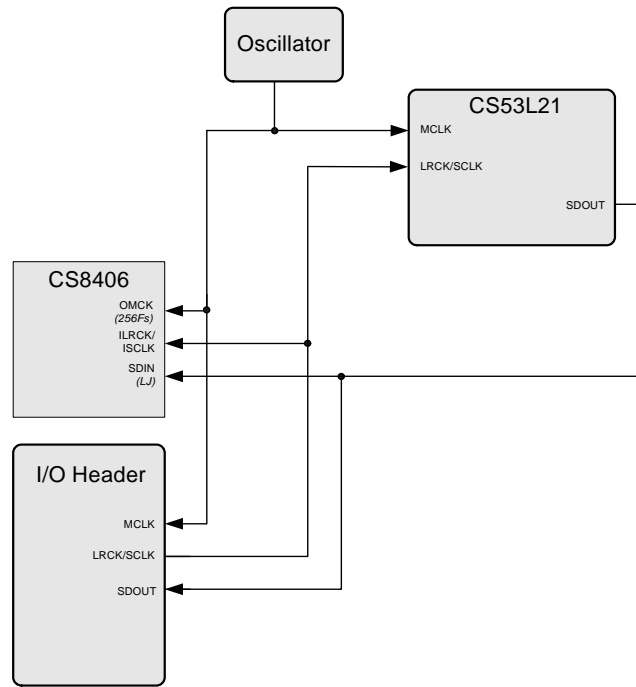 Oscillator
CS53L21
MCLK
LRCK/SCLK
SDOUT
CS8406
OMCK
(256Fs)
ILRCK/
ISCLK
SDIN
(LJ)
I/O Header
MCLK
LRCK/SCLK
SDOUT